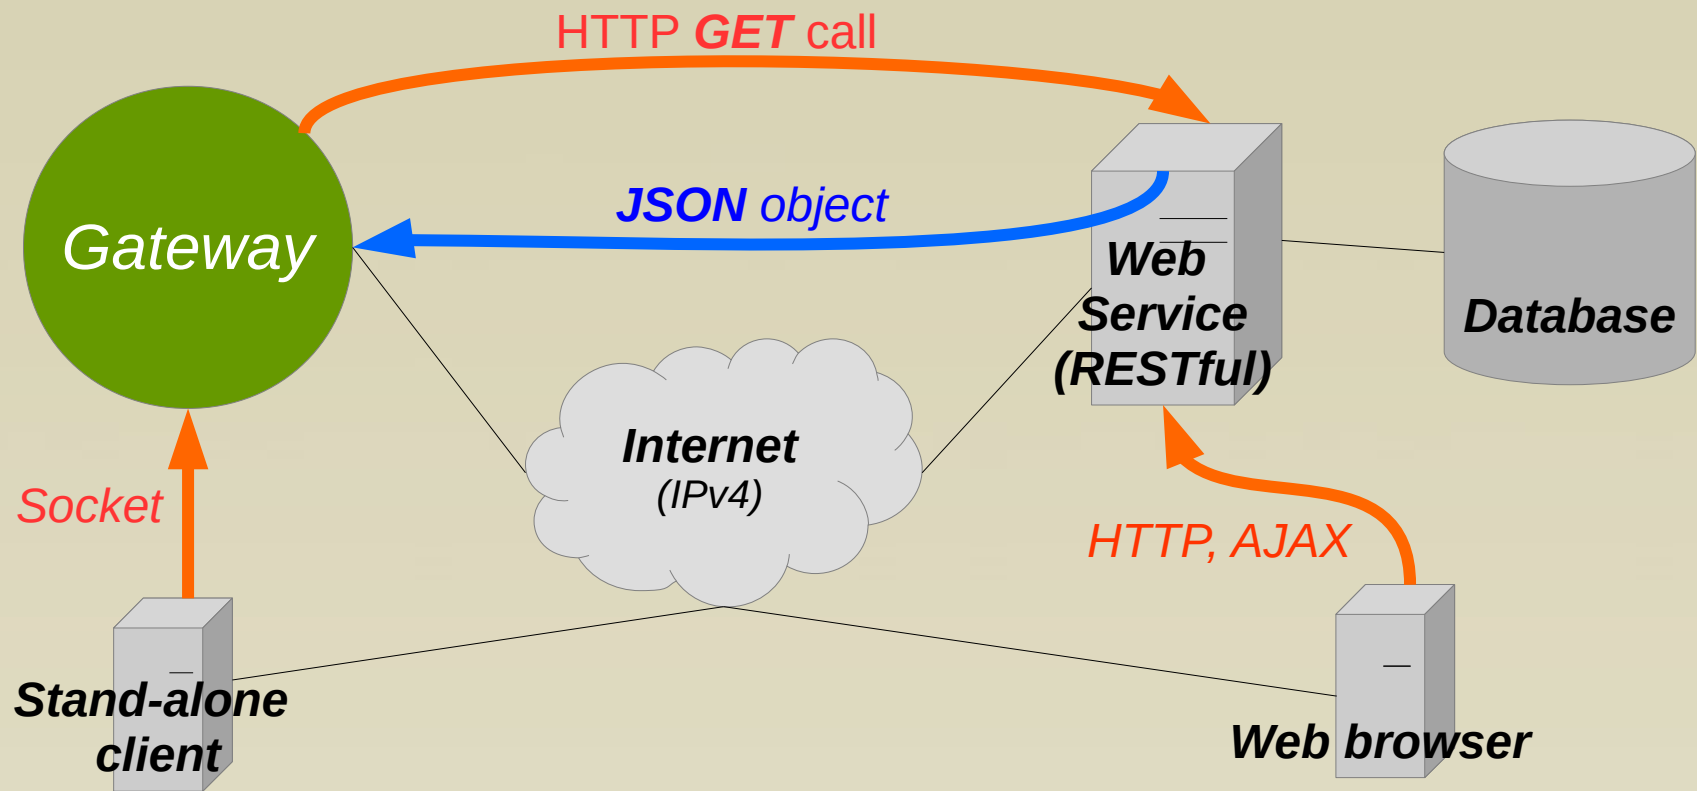 HTTP GET call
JSON object
Gateway
Web
Service
(RESTful)
Database
Internet
(IPv4)
Socket
HTTP, AJAX
Stand-alone
client
Web browser